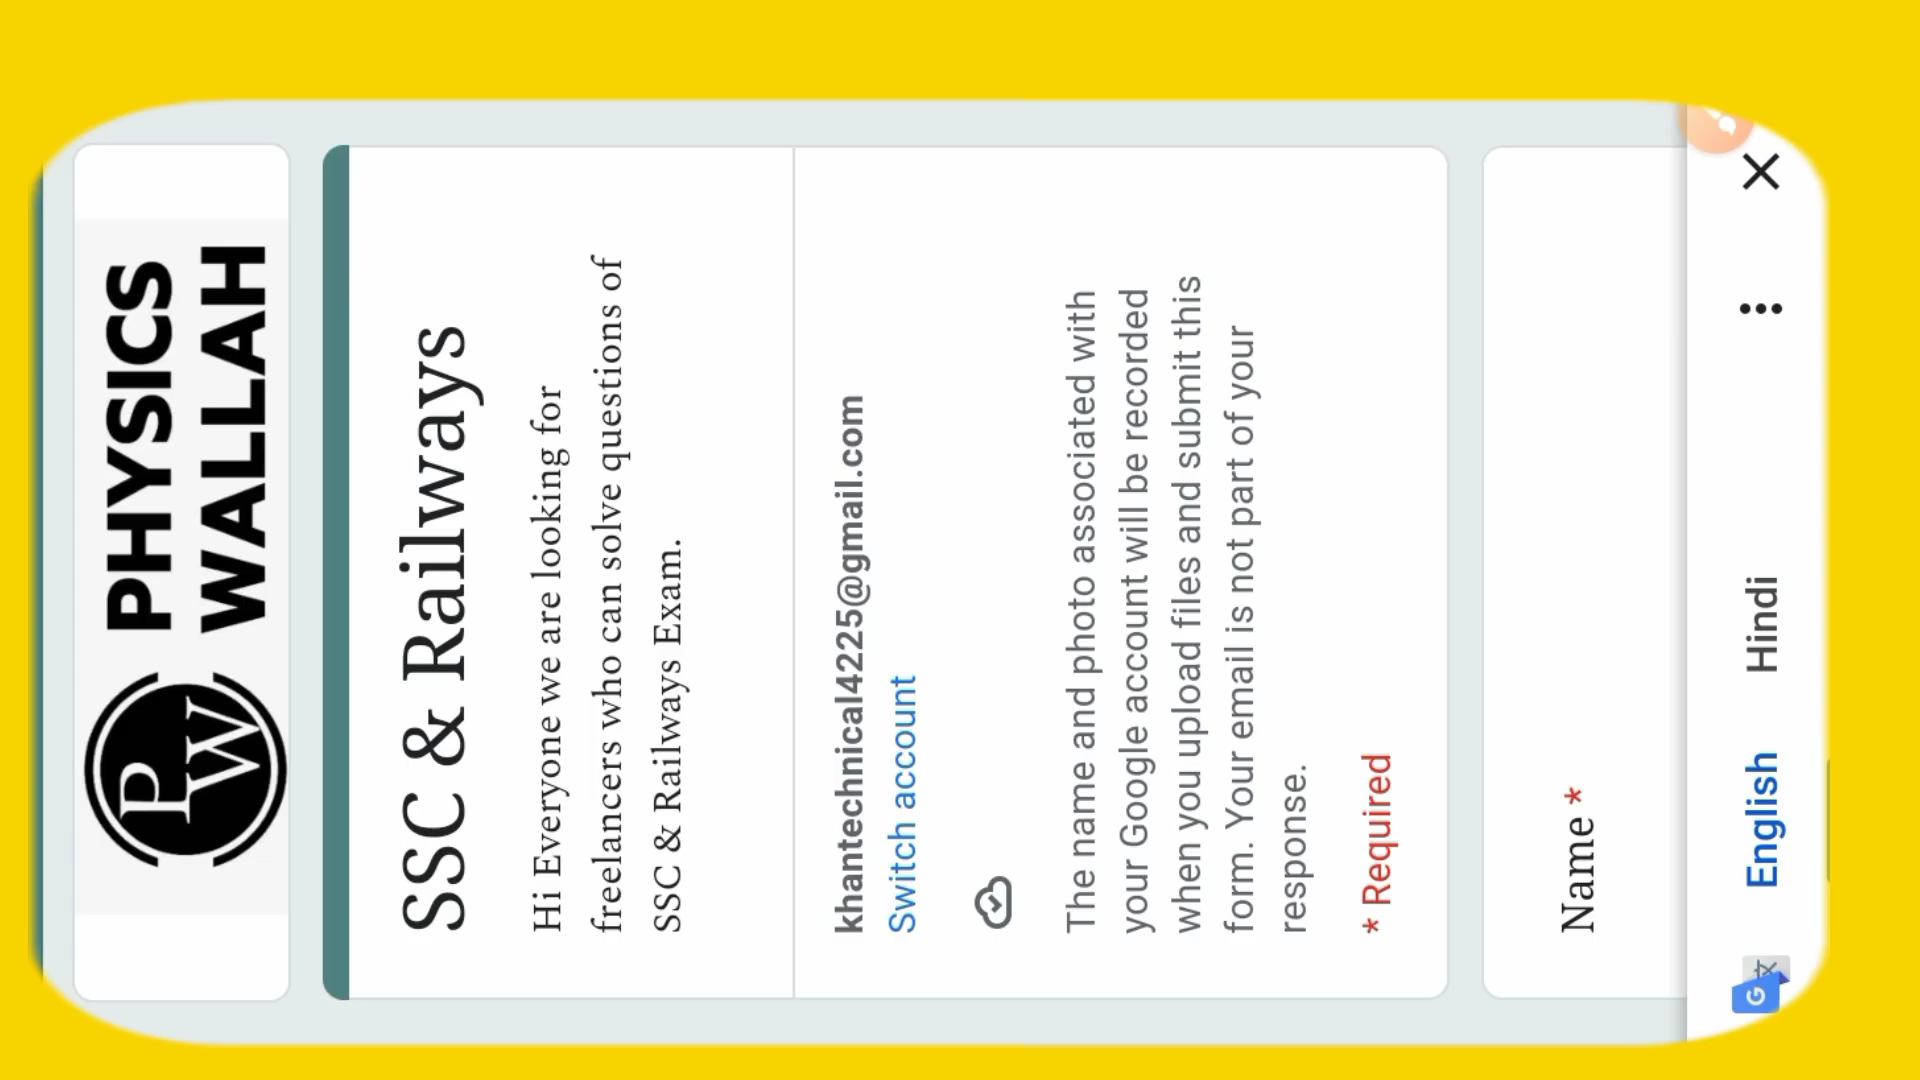 PHYSICS
WALLAH
PW
SSC & Railways
Hi Everyone we are looking for
freelancers who can solve questions of
SSC & Railways Exam.
khantechnical4225@gmail.com
Switch account
The name and photo associated with
your Google account will be recorded
when you upload files and submit this
form. Your email is not part of your
response.
* Required
Name *
G 文
English
Hindi